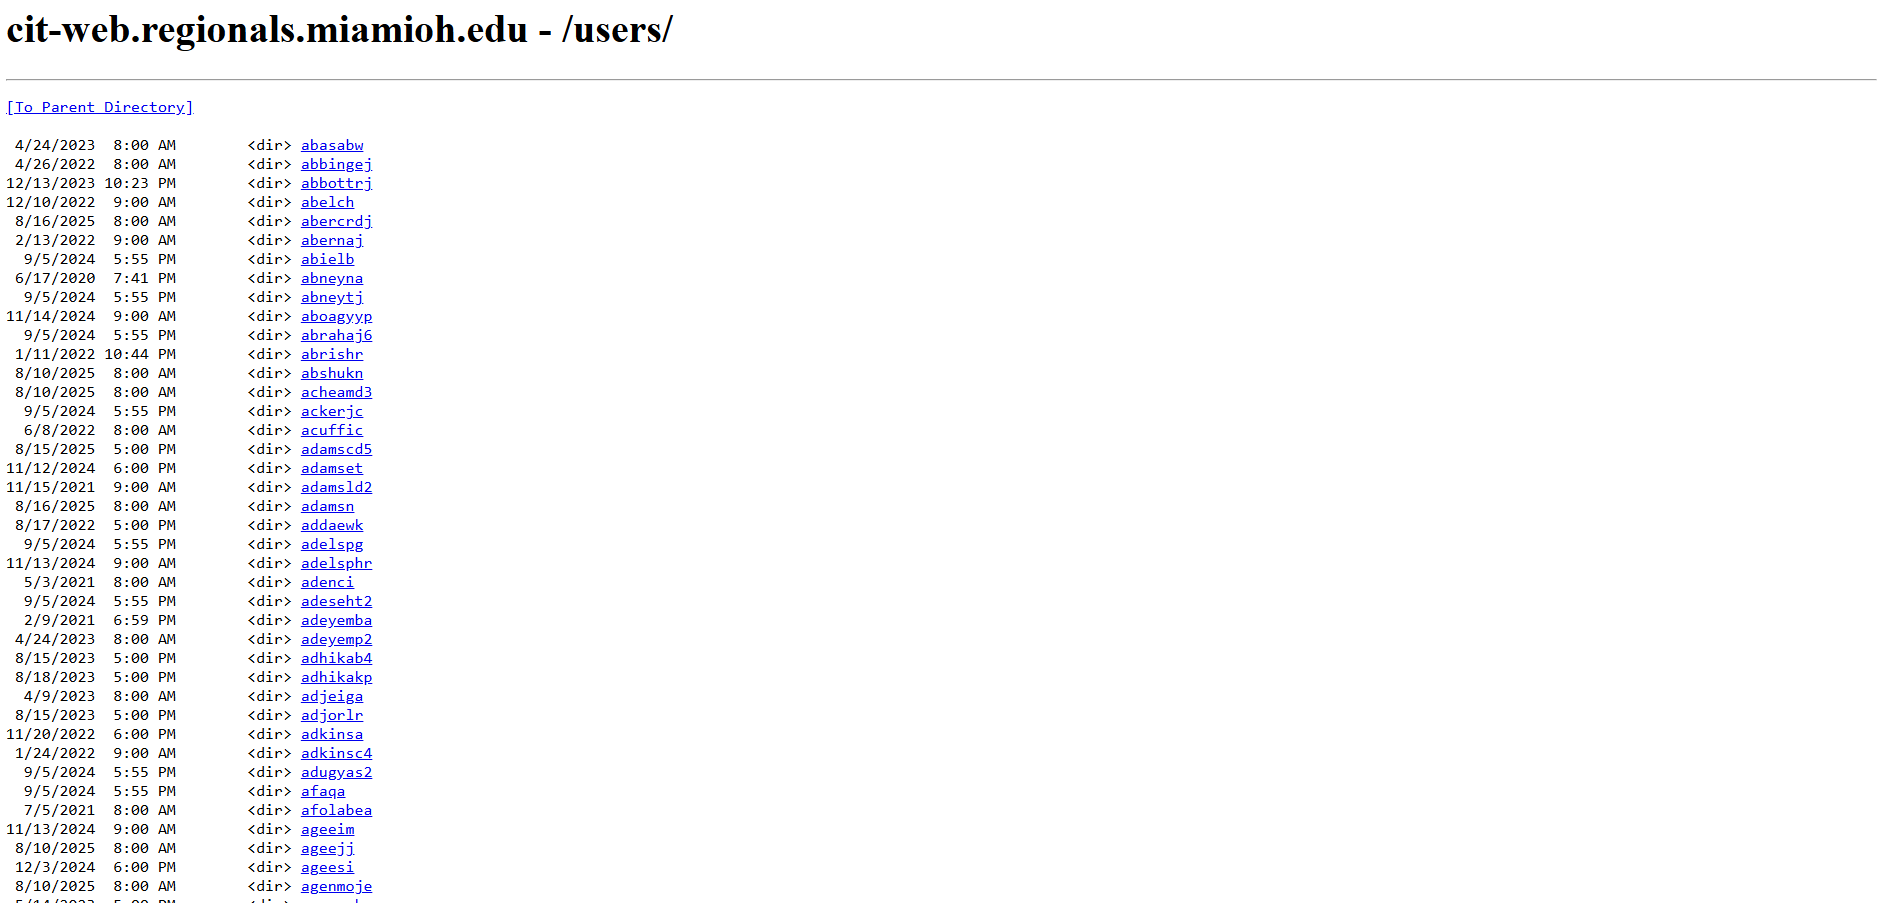 cit-web.regionals.miamioh.edu - /users/
[To Parent Directory]
4/24/2023  8:00 AM        <dir> abasabw
4/26/2022  8:00 AM        <dir> abbingej
12/13/2023 10:23 PM        <dir> abbottrj
12/10/2022  9:00 AM        <dir> abelch
8/16/2025  8:00 AM        <dir> abercrdj
2/13/2022  9:00 AM        <dir> abernaj
9/5/2024  5:55 PM        <dir> abielb
6/17/2020  7:41 PM        <dir> abneyna
9/5/2024  5:55 PM        <dir> abneytj
11/14/2024  9:00 AM        <dir> aboagyyp
9/5/2024  5:55 PM        <dir> abrahaj6
1/11/2022 10:44 PM        <dir> abrishr
8/10/2025  8:00 AM        <dir> abshukn
8/10/2025  8:00 AM        <dir> acheamd3
9/5/2024  5:55 PM        <dir> ackerjc
6/8/2022  8:00 AM        <dir> acuffic
8/15/2025  5:00 PM        <dir> adamscd5
11/12/2024  6:00 PM        <dir> adamset
11/15/2021  9:00 AM        <dir> adamsld2
8/16/2025  8:00 AM        <dir> adamsn
8/17/2022  5:00 PM        <dir> addaewk
9/5/2024  5:55 PM        <dir> adelspg
11/13/2024  9:00 AM        <dir> adelsphr
5/3/2021  8:00 AM        <dir> adenci
9/5/2024  5:55 PM        <dir> adeseht2
2/9/2021  6:59 PM        <dir> adeyemba
4/24/2023  8:00 AM        <dir> adeyemp2
8/15/2023  5:00 PM        <dir> adhikab4
8/18/2023  5:00 PM        <dir> adhikakp
4/9/2023  8:00 AM        <dir> adjeiga
8/15/2023  5:00 PM        <dir> adjorlr
11/20/2022  6:00 PM        <dir> adkinsa
1/24/2022  9:00 AM        <dir> adkinsc4
9/5/2024  5:55 PM        <dir> adugyas2
9/5/2024  5:55 PM        <dir> afaqa
7/5/2021  8:00 AM        <dir> afolabea
11/13/2024  9:00 AM        <dir> ageeim
8/10/2025  8:00 AM        <dir> ageejj
12/3/2024  6:00 PM        <dir> ageesi
8/10/2025  8:00 AM        <dir> agenmoje